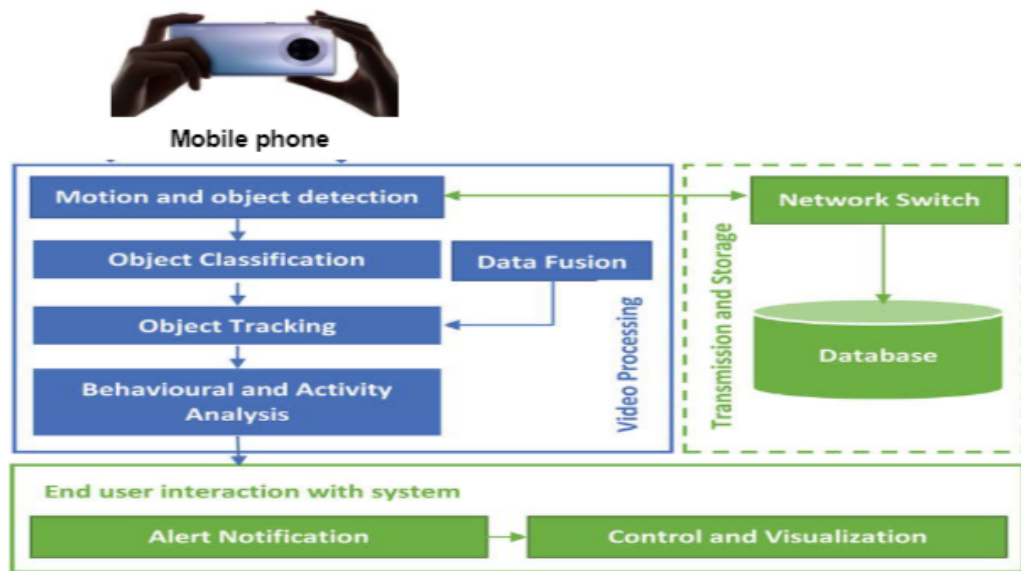 Mobile phone
Motion and object detection
Network Switch
Object Classification
Data Fusion
Object Tracking
Behavioural and Activity
Analysis
Video Processing
Transmission and Storage
Database
End user interaction with system
Alert Notification
Control and Visualization